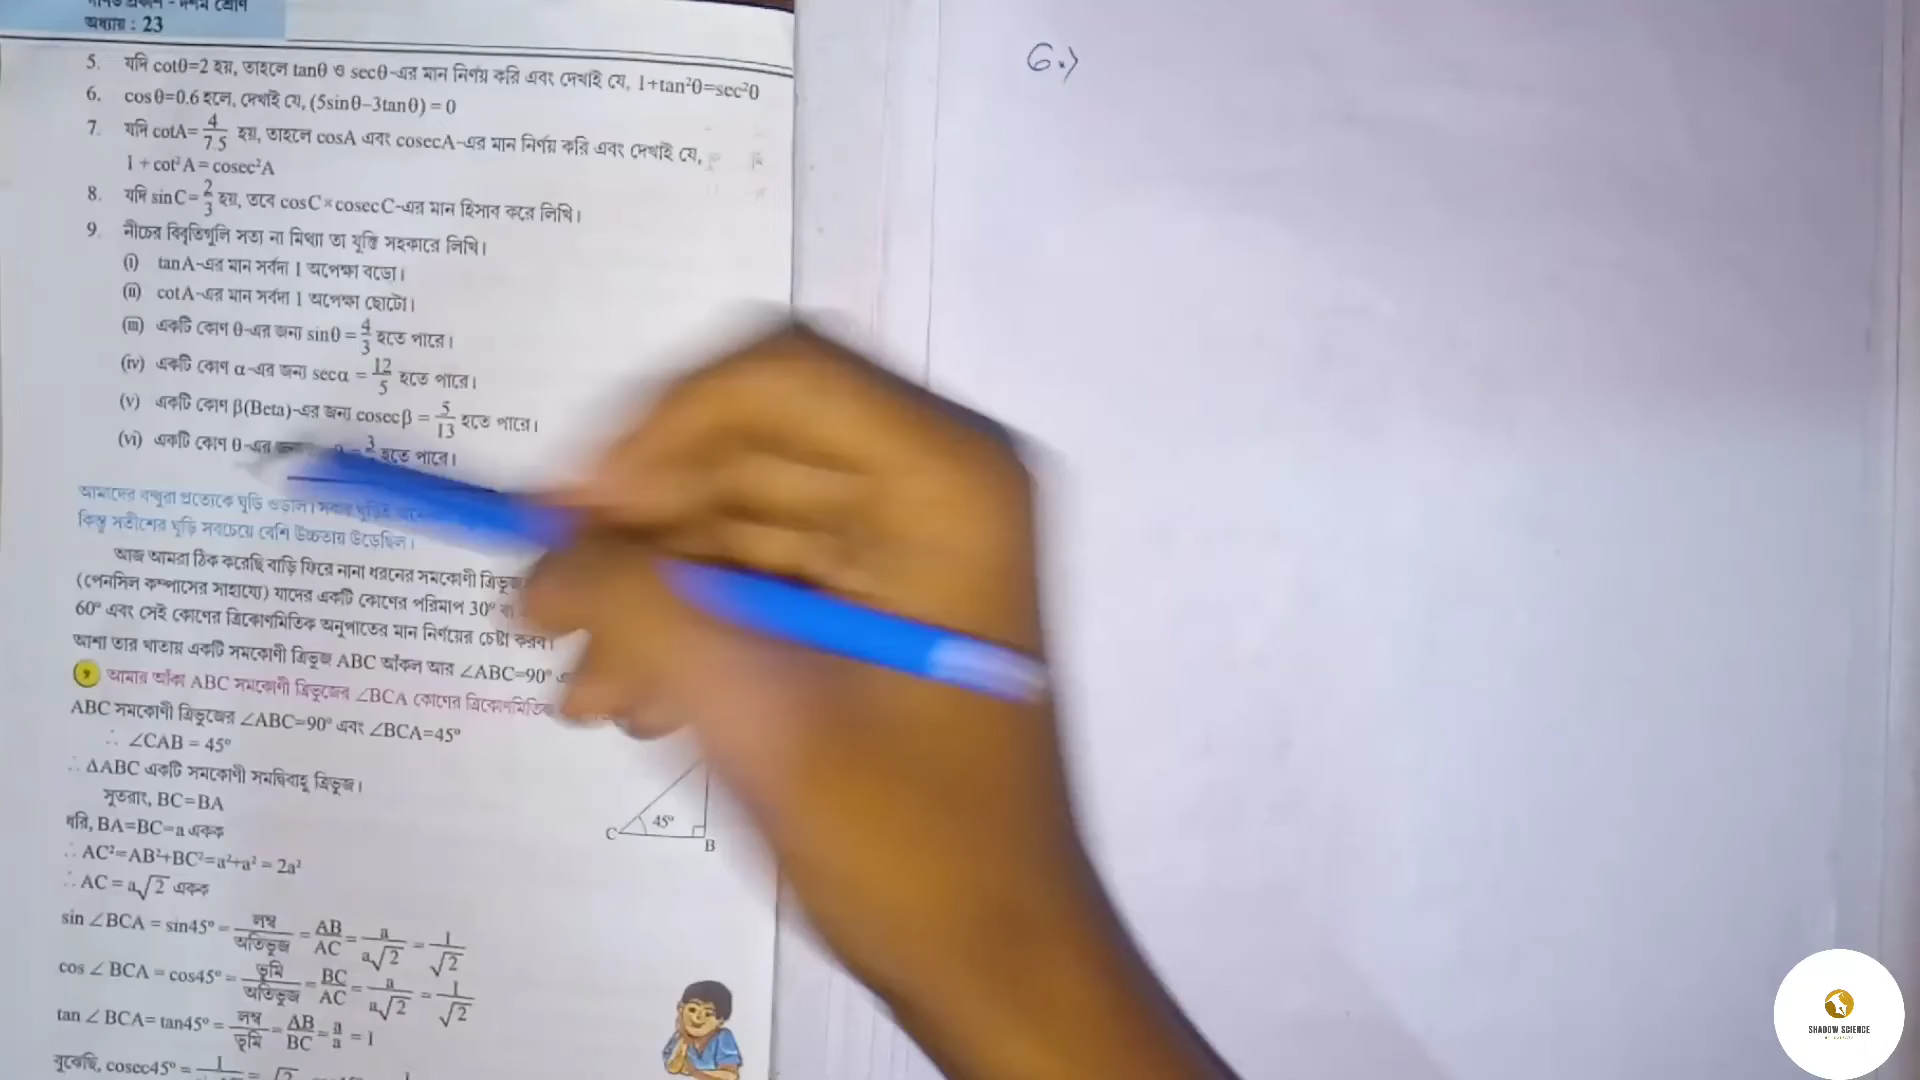 গণিত প্রকাশ - দশম শ্রেণি
অধ্যায় : 23
5. যদি cotθ=2 হয়, তাহলে tanθ ও secθ-এর মান নির্ণয় করি এবং দেখাই যে, 1+tan²θ=sec²θ
6. cosθ=0.6 হলে, দেখাই যে, (5sinθ–3tanθ) = 0
7. যদি cotA= 4/7.5 হয়, তাহলে cosA এবং cosecA-এর মান নির্ণয় করি এবং দেখাই যে,
1 + cot²A = cosec²A
8. যদি sinC= 2/3 হয়, তবে cosC×cosecC-এর মান হিসাব করে লিখি।
9. নীচের বিবৃতিগুলি সত্য না মিথ্যা তা যুক্তি সহকারে লিখি।
(i) tanA-এর মান সর্বদা 1 অপেক্ষা বড়ো।
(ii) cotA-এর মান সর্বদা 1 অপেক্ষা ছোটো।
(iii) একটি কোণ θ-এর জন্য sinθ = 4/3 হতে পারে।
(iv) একটি কোণ α-এর জন্য secα = 12/5 হতে পারে।
(v) একটি কোণ β(Beta)-এর জন্য cosecβ = 5/13 হতে পারে।
(vi) একটি কোণ θ-এর হতে পারে।
আমাদের বন্ধুরা প্রত্যেকে ঘুড়ি ওড়াল।
কিন্তু সতীশের ঘুড়ি সবচেয়ে বেশি উচ্চতায় উড়েছিল।
আজ আমরা ঠিক করেছি বাড়ি ফিরে নানা ধরনের সমকোণী ত্রিভুজ
(পেনসিল কম্পাসের সাহায্যে) যাদের একটি কোণের পরিমাপ 30° বা
60° এবং সেই কোণের ত্রিকোণমিতিক অনুপাতের মান নির্ণয়ের চেষ্টা করব।
আশা তার খাতায় একটি সমকোণী ত্রিভুজ ABC আঁকল আর ∠ABC=90°
9 আমার আঁকা ABC সমকোণী ত্রিভুজের ∠BCA কোণের ত্রিকোণমিতিক
ABC সমকোণী ত্রিভুজের ∠ABC=90° এবং ∠BCA=45°
∴ ∠CAB = 45°
∴ ΔABC একটি সমকোণী সমদ্বিবাহু ত্রিভুজ।
সুতরাং, BC=BA
ধরি, BA=BC=a একক
∴ AC²=AB²+BC²=a²+a² = 2a²
∴ AC = a√2 একক
sin ∠BCA = sin45° = লম্ব/অতিভুজ = AB/AC = a/a√2 = 1/√2
cos ∠BCA = cos45° = ভূমি/অতিভুজ = BC/AC = a/a√2 = 1/√2
tan ∠BCA= tan45° = লম্ব/ভূমি = AB/BC = a/a = 1
বুঝেছি, cosec45° =
C 45° B
6.)
SHADOW SCIENCE